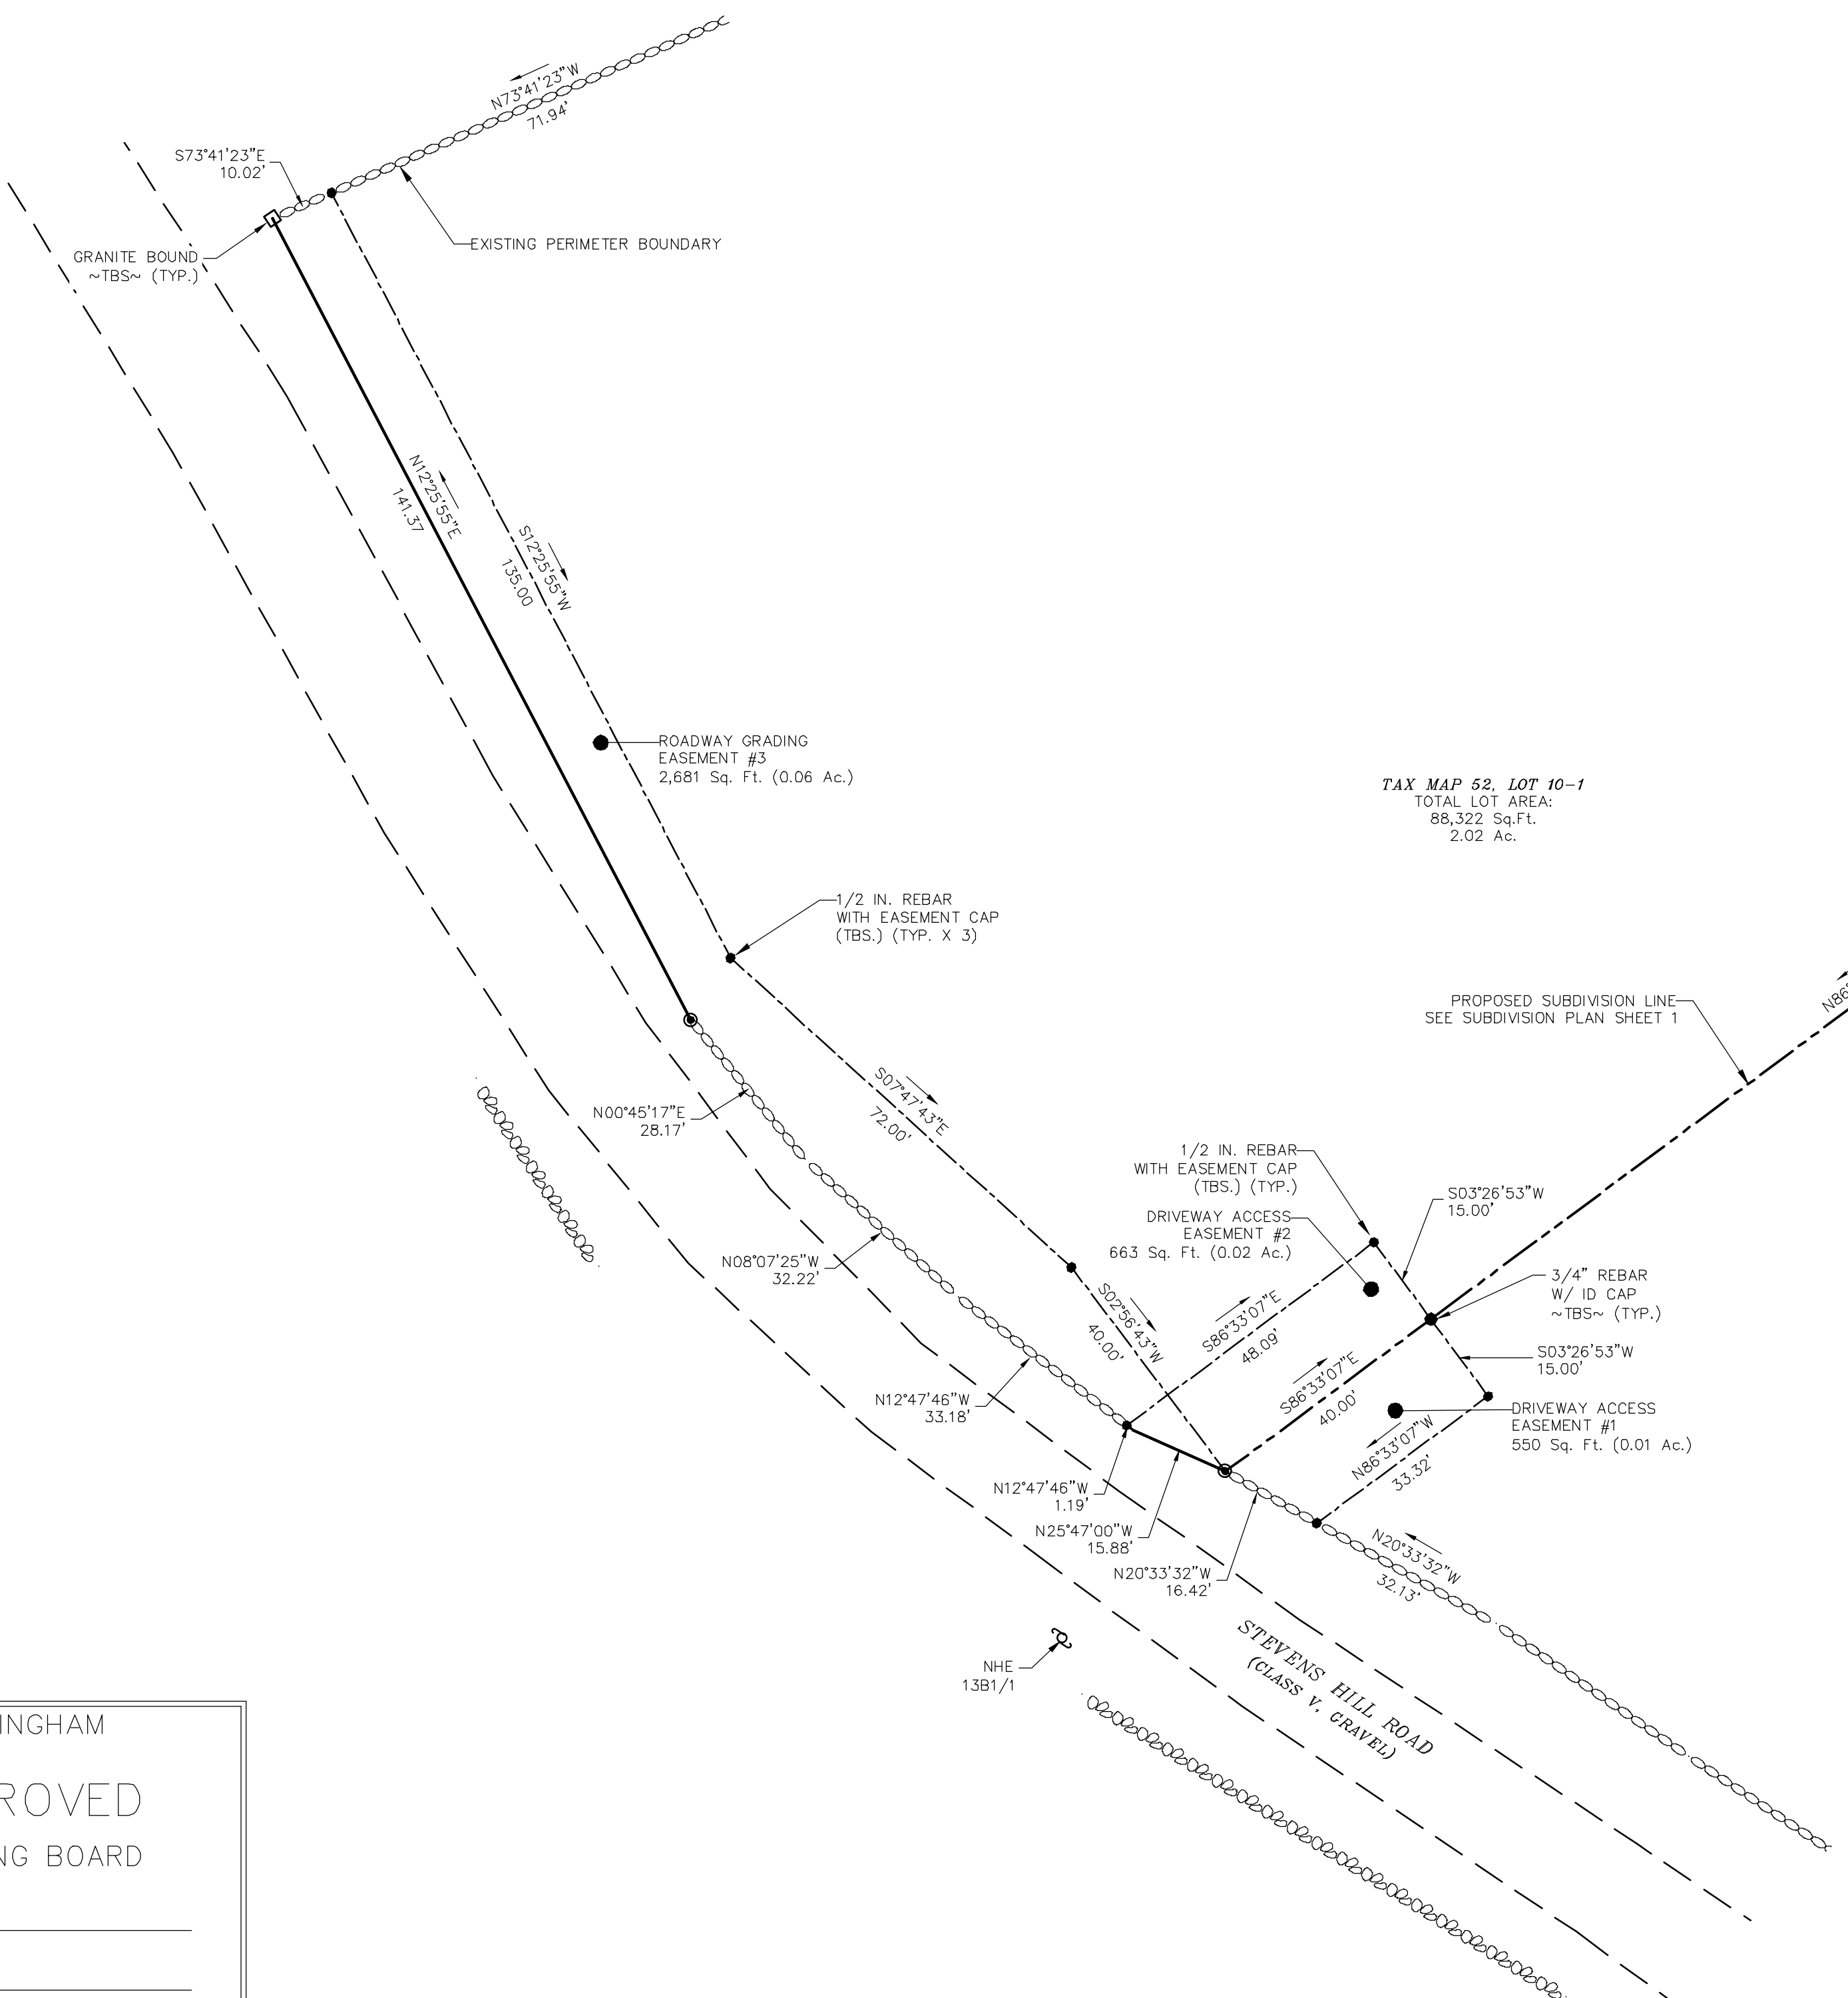 N73°41'23"W
71.94'
S73°41'23"E
10.02'
GRANITE BOUND
~TBS~ (TYP.)
EXISTING PERIMETER BOUNDARY
N12°25'55"E
141.37
S12°25'55"W
135.00
ROADWAY GRADING
EASEMENT #3
2,681 Sq. Ft. (0.06 Ac.)
TAX MAP 52, LOT 10-1
TOTAL LOT AREA:
88,322 Sq.Ft.
2.02 Ac.
1/2 IN. REBAR
WITH EASEMENT CAP
(TBS.) (TYP. X 3)
PROPOSED SUBDIVISION LINE
SEE SUBDIVISION PLAN SHEET 1
N86°
S07°47'43"E
72.00'
N00°45'17"E
28.17'
1/2 IN. REBAR
WITH EASEMENT CAP
(TBS.) (TYP.)
DRIVEWAY ACCESS
EASEMENT #2
663 Sq. Ft. (0.02 Ac.)
S03°26'53"W
15.00'
N08°07'25"W
32.22'
S02°56'43"W
40.00'
S86°33'07"E
48.09'
3/4" REBAR
W/ ID CAP
~TBS~ (TYP.)
S03°26'53"W
15.00'
S86°33'07"E
40.00'
N12°47'46"W
33.18'
DRIVEWAY ACCESS
EASEMENT #1
550 Sq. Ft. (0.01 Ac.)
N86°33'07"W
33.32'
N12°47'46"W
1.19'
N25°47'00"W
15.88'
N20°33'32"W
16.42'
N20°33'32"W
32.13'
STEVENS HILL ROAD
(CLASS V, GRAVEL)
NHE
13B1/1
INGHAM
ROVED
NG BOARD